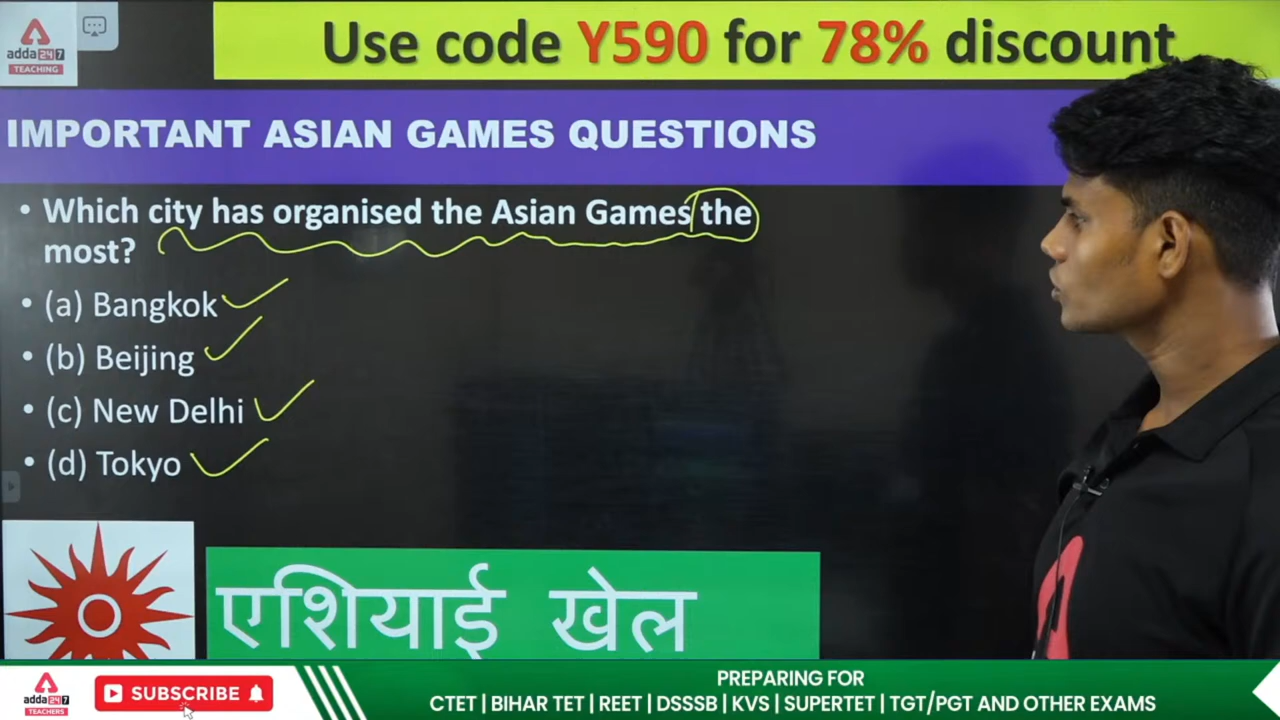 Use code Y590 for 78% discount
adda247
TEACHING
IMPORTANT ASIAN GAMES QUESTIONS
• Which city has organised the Asian Games the
most?
• (a) Bangkok
• (b) Beijing
• (c) New Delhi
• (d) Tokyo
एशियाई खेल
adda247
TEACHERS
SUBSCRIBE
PREPARING FOR
CTET | BIHAR TET | REET | DSSSB | KVS | SUPERTET | TGT/PGT AND OTHER EXAMS